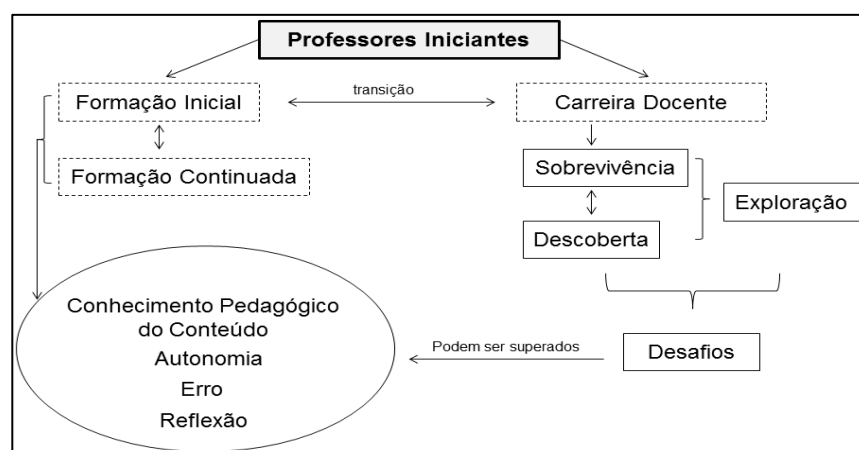 Professores Iniciantes
Formação Inicial
transição
Carreira Docente
Formação Continuada
Sobrevivência
Exploração
Descoberta
Conhecimento Pedagógico
do Conteúdo
Autonomia
Erro
Reflexão
Podem ser superados
Desafios